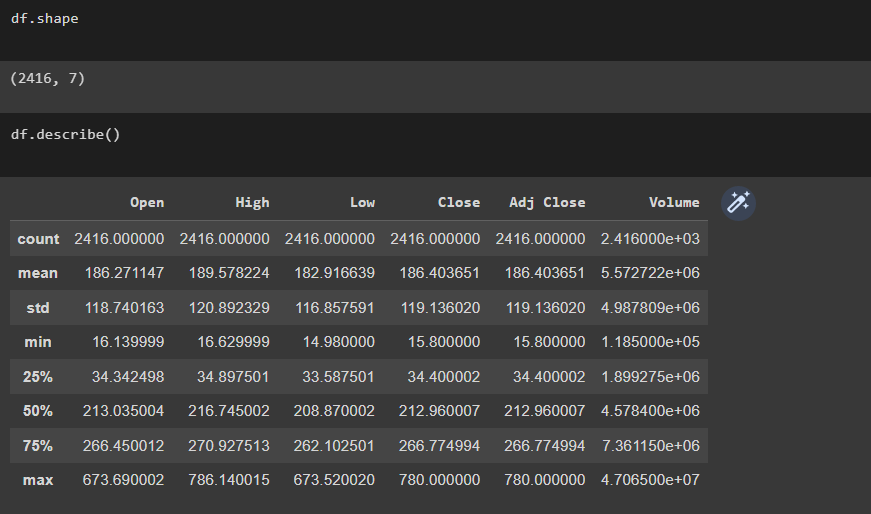 df.shape
(2416, 7)
df.describe()
Open High Low Close Adj Close Volume
count 2416.000000 2416.000000 2416.000000 2416.000000 2416.000000 2.416000e+03
mean 186.271147 189.578224 182.916639 186.403651 186.403651 5.572722e+06
std 118.740163 120.892329 116.857591 119.136020 119.136020 4.987809e+06
min 16.139999 16.629999 14.980000 15.800000 15.800000 1.185000e+05
25% 34.342498 34.897501 33.587501 34.400002 34.400002 1.899275e+06
50% 213.035004 216.745002 208.870002 212.960007 212.960007 4.578400e+06
75% 266.450012 270.927513 262.102501 266.774994 266.774994 7.361150e+06
max 673.690002 786.140015 673.520020 780.000000 780.000000 4.706500e+07